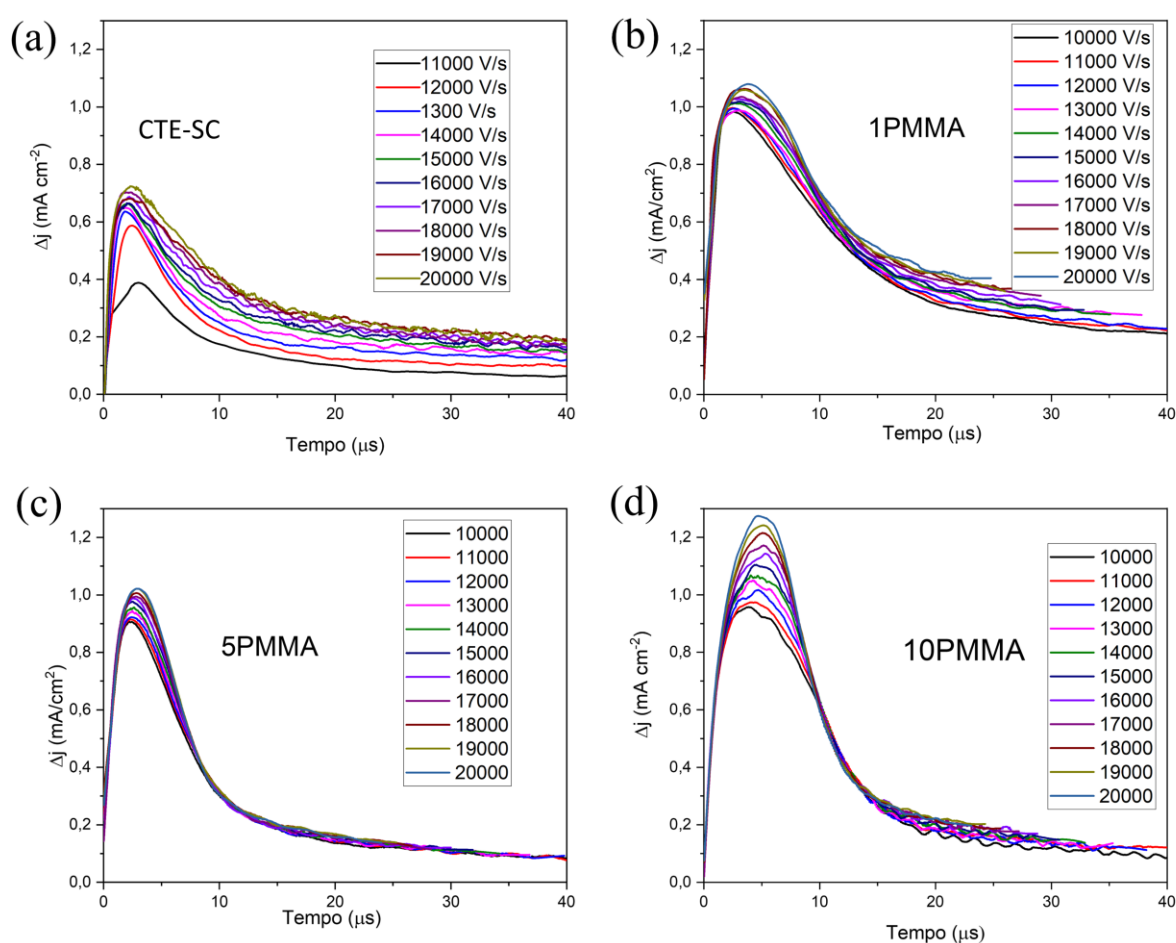 (a)
1,2
1,0
0,8
0,6
0,4
0,2
0,0
Δj (mA cm-2)
CTE-SC
11000 V/s
12000 V/s
1300 V/s
14000 V/s
15000 V/s
16000 V/s
17000 V/s
18000 V/s
19000 V/s
20000 V/s
0 10 20 30 40
Tempo (μs)
(b)
1,2
1,0
0,8
0,6
0,4
0,2
0,0
Δj (mA/cm2)
1PMMA
10000 V/s
11000 V/s
12000 V/s
13000 V/s
14000 V/s
15000 V/s
16000 V/s
17000 V/s
18000 V/s
19000 V/s
20000 V/s
0 10 20 30 40
Tempo (μs)
(c)
1,2
1,0
0,8
0,6
0,4
0,2
0,0
Δj (mA/cm2)
5PMMA
10000
11000
12000
13000
14000
15000
16000
17000
18000
19000
20000
0 10 20 30 40
Tempo (μs)
(d)
1,2
1,0
0,8
0,6
0,4
0,2
0,0
Δj (mA cm-2)
10PMMA
10000
11000
12000
13000
14000
15000
16000
17000
18000
19000
20000
0 10 20 30 40
Tempo (μs)